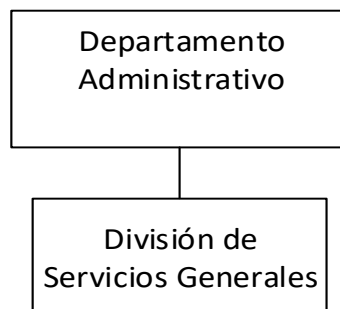 Departamento
Administrativo
División de
Servicios Generales